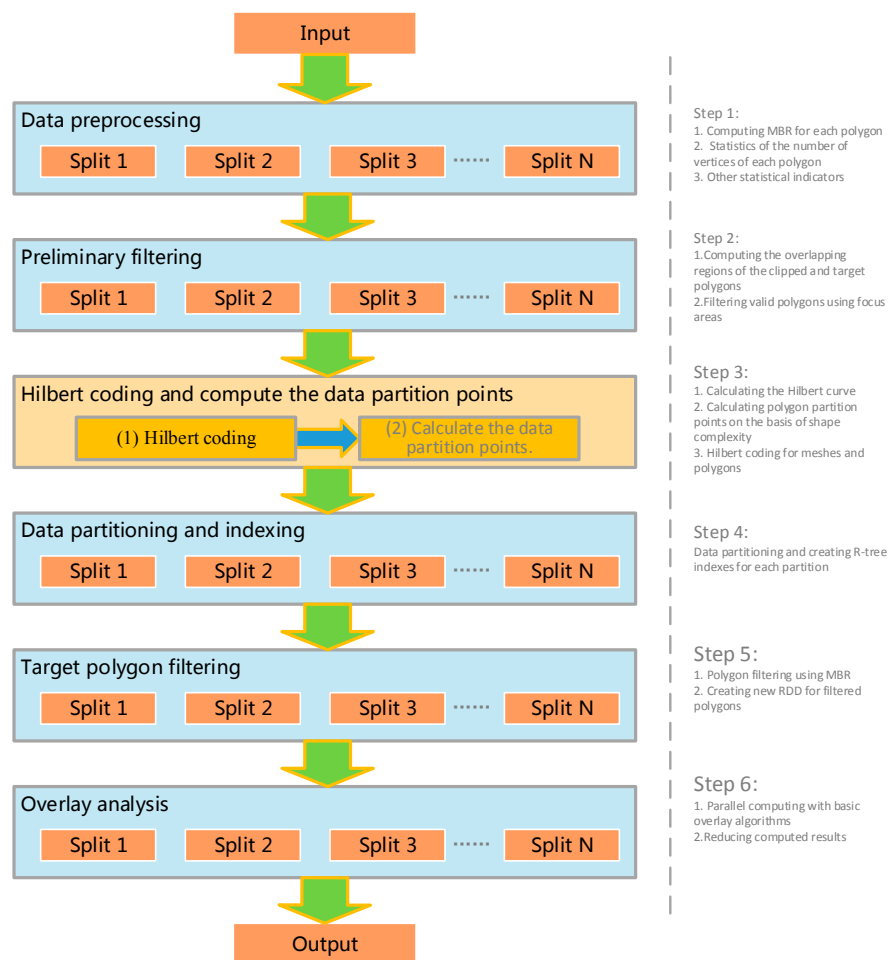 Input
Data preprocessing
Split 1 Split 2 Split 3 ...... Split N
Step 1:
1. Computing MBR for each polygon
2. Statistics of the number of
vertices of each polygon
3. Other statistical indicators
Preliminary filtering
Split 1 Split 2 Split 3 ...... Split N
Step 2:
1.Computing the overlapping
regions of the clipped and target
polygons
2.Filtering valid polygons using focus
areas
Hilbert coding and compute the data partition points
(1) Hilbert coding
(2) Calculate the data
partition points.
Step 3:
1. Calculating the Hilbert curve
2. Calculating polygon partition
points on the basis of shape
complexity
3. Hilbert coding for meshes and
polygons
Data partitioning and indexing
Split 1 Split 2 Split 3 ...... Split N
Step 4:
Data partitioning and creating R-tree
indexes for each partition
Target polygon filtering
Split 1 Split 2 Split 3 ...... Split N
Step 5:
1. Polygon filtering using MBR
2. Creating new RDD for filtered
polygons
Overlay analysis
Split 1 Split 2 Split 3 ...... Split N
Step 6:
1. Parallel computing with basic
overlay algorithms
2.Reducing computed results
Output